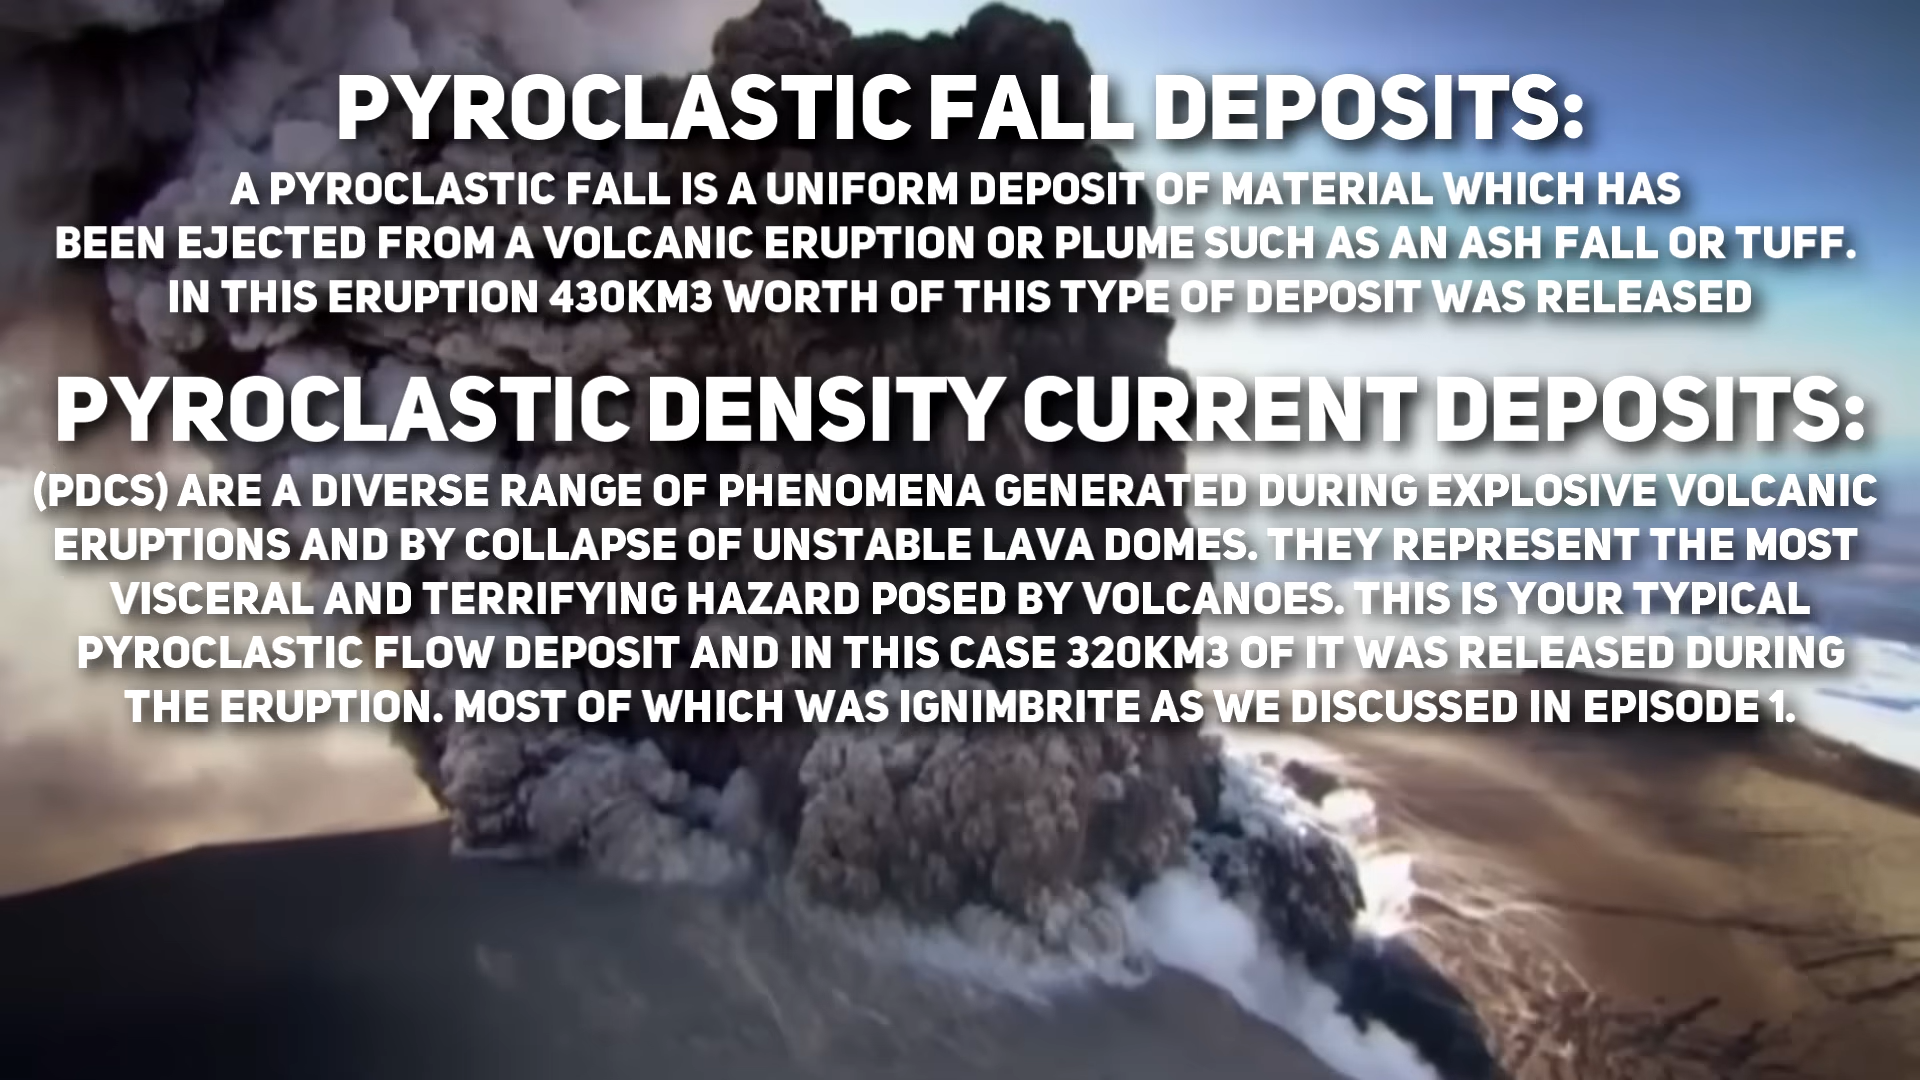 PYROCLASTIC FALL DEPOSITS:
A PYROCLASTIC FALL IS A UNIFORM DEPOSIT OF MATERIAL WHICH HAS
BEEN EJECTED FROM A VOLCANIC ERUPTION OR PLUME SUCH AS AN ASH FALL OR TUFF.
IN THIS ERUPTION 430KM3 WORTH OF THIS TYPE OF DEPOSIT WAS RELEASED
PYROCLASTIC DENSITY CURRENT DEPOSITS:
(PDCS) ARE A DIVERSE RANGE OF PHENOMENA GENERATED DURING EXPLOSIVE VOLCANIC
ERUPTIONS AND BY COLLAPSE OF UNSTABLE LAVA DOMES. THEY REPRESENT THE MOST
VISCERAL AND TERRIFYING HAZARD POSED BY VOLCANOES. THIS IS YOUR TYPICAL
PYROCLASTIC FLOW DEPOSIT AND IN THIS CASE 320KM3 OF IT WAS RELEASED DURING
THE ERUPTION. MOST OF WHICH WAS IGNIMBRITE AS WE DISCUSSED IN EPISODE 1.